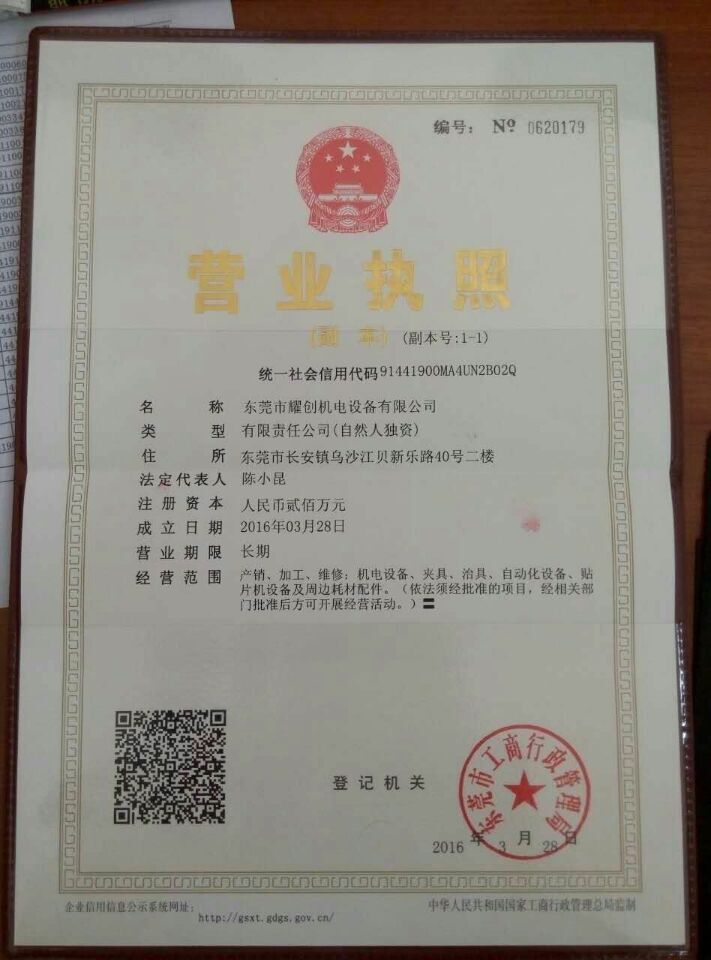 编号： № 0620179
营业执照
(副 本) (副本号:1-1)
统一社会信用代码91441900MA4UN2B02Q
名 称 东莞市耀创机电设备有限公司
类 型 有限责任公司(自然人独资)
住 所 东莞市长安镇乌沙江贝新乐路40号二楼
法定代表人 陈小昆
注册资本 人民币贰佰万元
成立日期 2016年03月28日
营业期限 长期
经营范围 产销、加工、维修：机电设备、夹具、治具、自动化设备、贴
片机设备及周边耗材配件。（依法须经批准的项目，经相关部
门批准后方可开展经营活动。）〓
登记机关
东莞市工商行政管理局
2016 年 3 月 28 日
企业信用信息公示系统网址：
http://gsxt.gdgs.gov.cn/
中华人民共和国国家工商行政管理总局监制